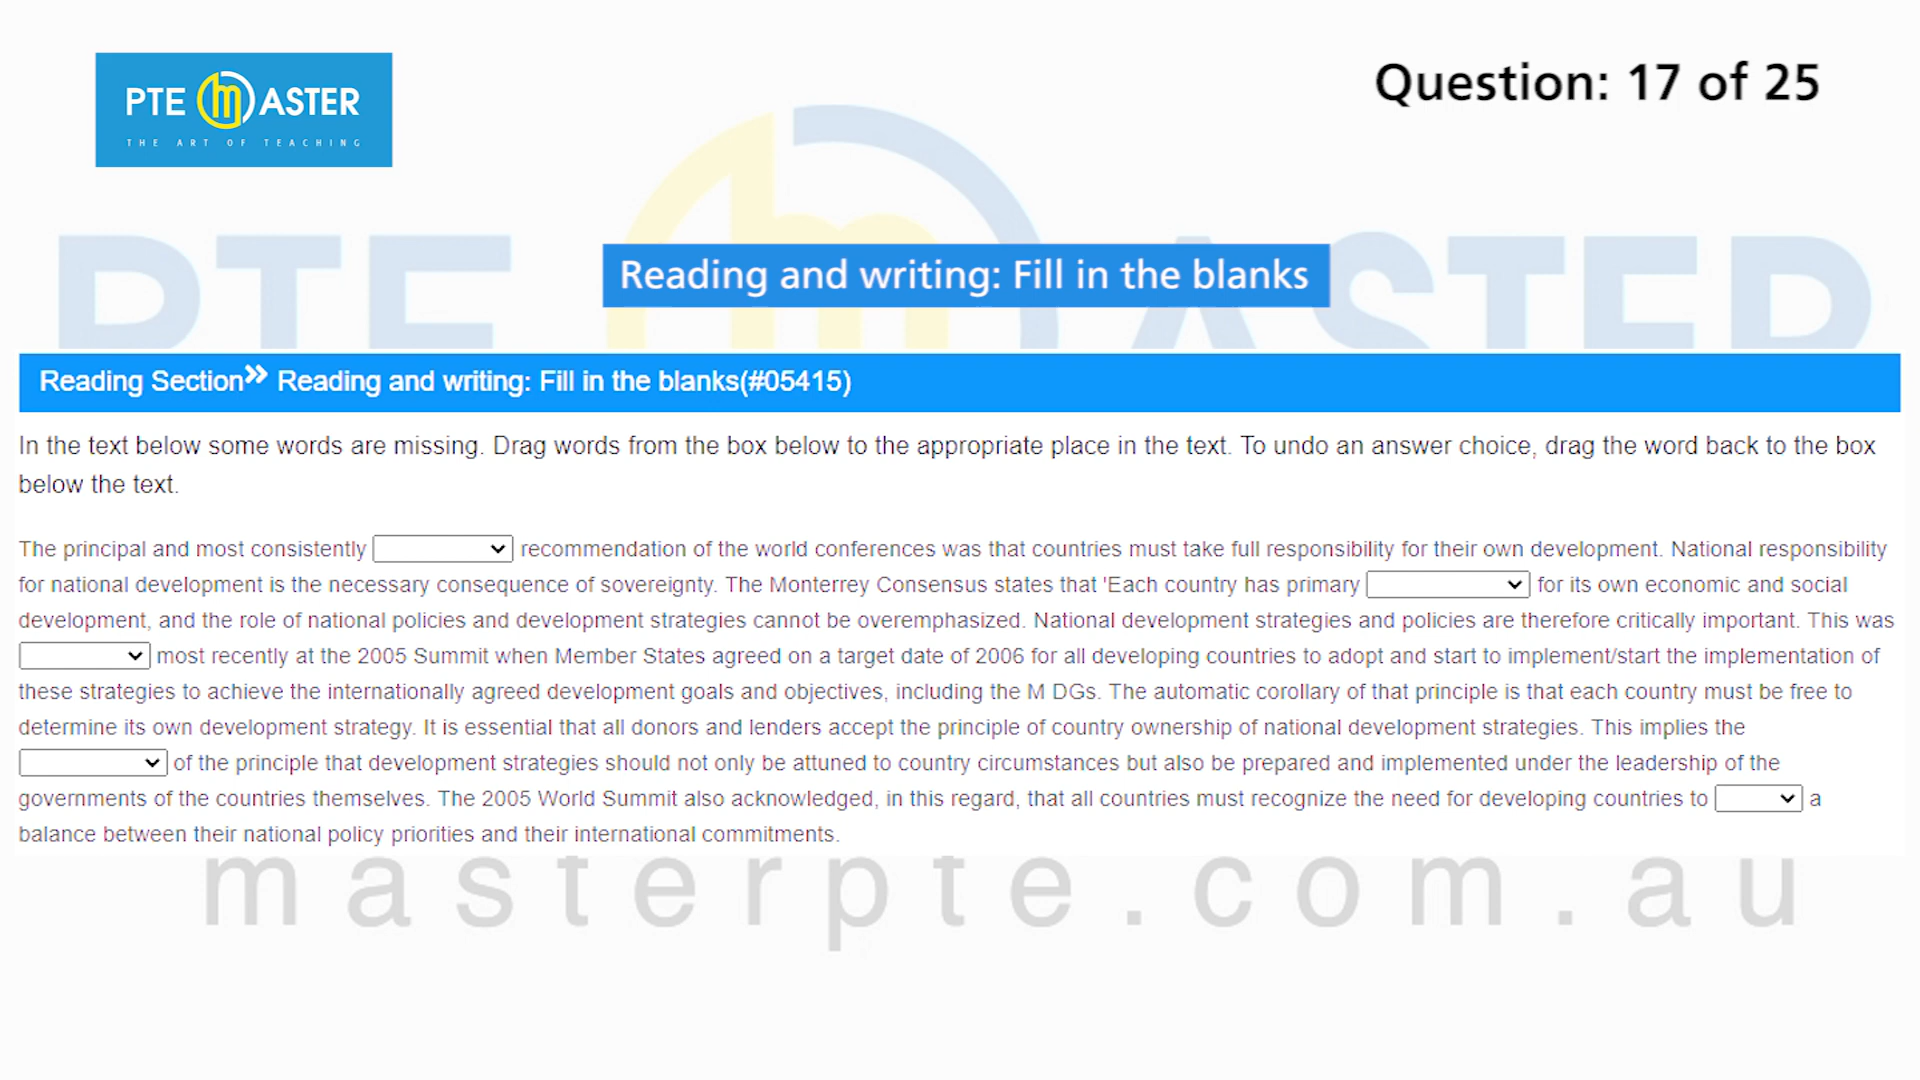 PTE MASTER
THE ART OF TEACHING
Question: 17 of 25
PTE MASTER
Reading and writing: Fill in the blanks
Reading Section» Reading and writing: Fill in the blanks(#05415)
In the text below some words are missing. Drag words from the box below to the appropriate place in the text. To undo an answer choice, drag the word back to the box
below the text.
The principal and most consistently recommendation of the world conferences was that countries must take full responsibility for their own development. National responsibility
for national development is the necessary consequence of sovereignty. The Monterrey Consensus states that 'Each country has primary for its own economic and social
development, and the role of national policies and development strategies cannot be overemphasized. National development strategies and policies are therefore critically important. This was
most recently at the 2005 Summit when Member States agreed on a target date of 2006 for all developing countries to adopt and start to implement/start the implementation of
these strategies to achieve the internationally agreed development goals and objectives, including the M DGs. The automatic corollary of that principle is that each country must be free to
determine its own development strategy. It is essential that all donors and lenders accept the principle of country ownership of national development strategies. This implies the
of the principle that development strategies should not only be attuned to country circumstances but also be prepared and implemented under the leadership of the
governments of the countries themselves. The 2005 World Summit also acknowledged, in this regard, that all countries must recognize the need for developing countries to a
balance between their national policy priorities and their international commitments.
masterpte.com.au